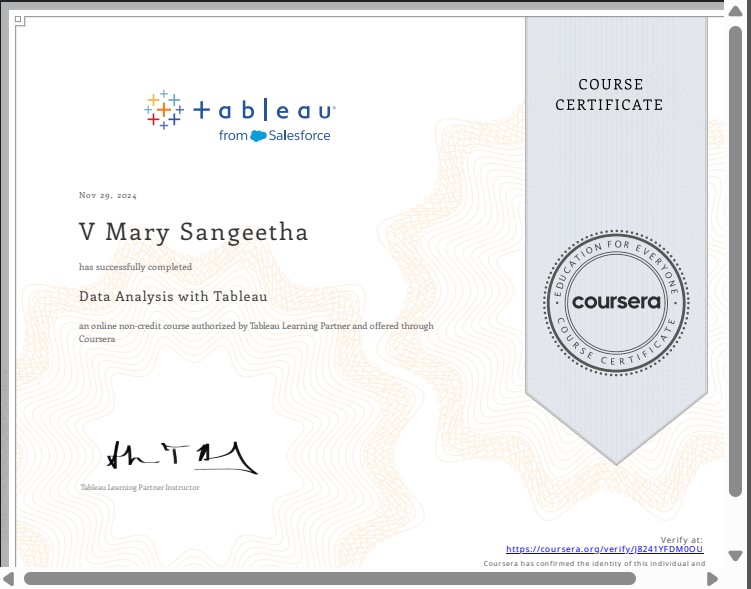 tableau
from Salesforce
COURSE
CERTIFICATE
Nov 29, 2024
V Mary Sangeetha
has successfully completed
Data Analysis with Tableau
an online non-credit course authorized by Tableau Learning Partner and offered through
Coursera
EDUCATION FOR EVERYONE
coursera
COURSE CERTIFICATE
Tableau Learning Partner Instructor
Verify at:
https://coursera.org/verify/J8241YFDM0OU
Coursera has confirmed the identity of this individual and